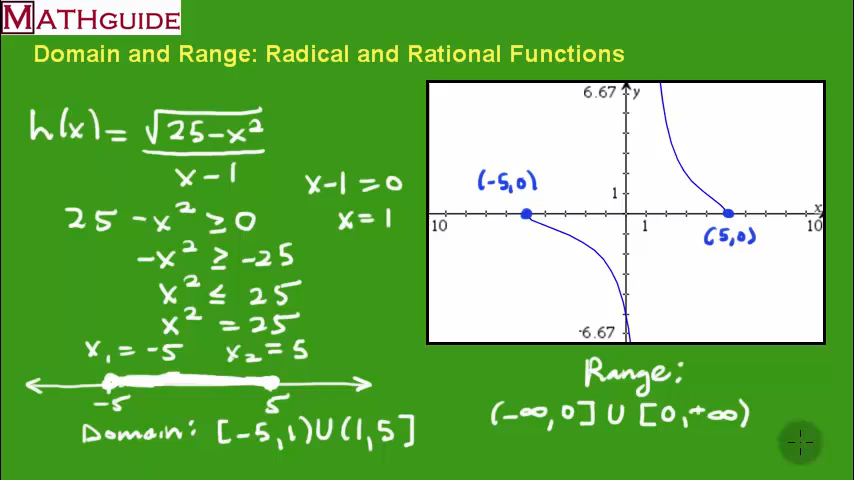 MATHGUIDE
Domain and Range: Radical and Rational Functions
h(x) = √25-x²
x-1
x-1=0
25 -x² ≥ 0
x=1
-x² ≥ -25
x² ≤ 25
x² = 25
x₁ = -5 x₂ = 5
-5 5
Domain: [-5,1)U(1,5]
6.67 y
(-5,0)
1
x
10 1 10
(5,0)
-6.67
Range:
(-∞,0] U [0,+∞)